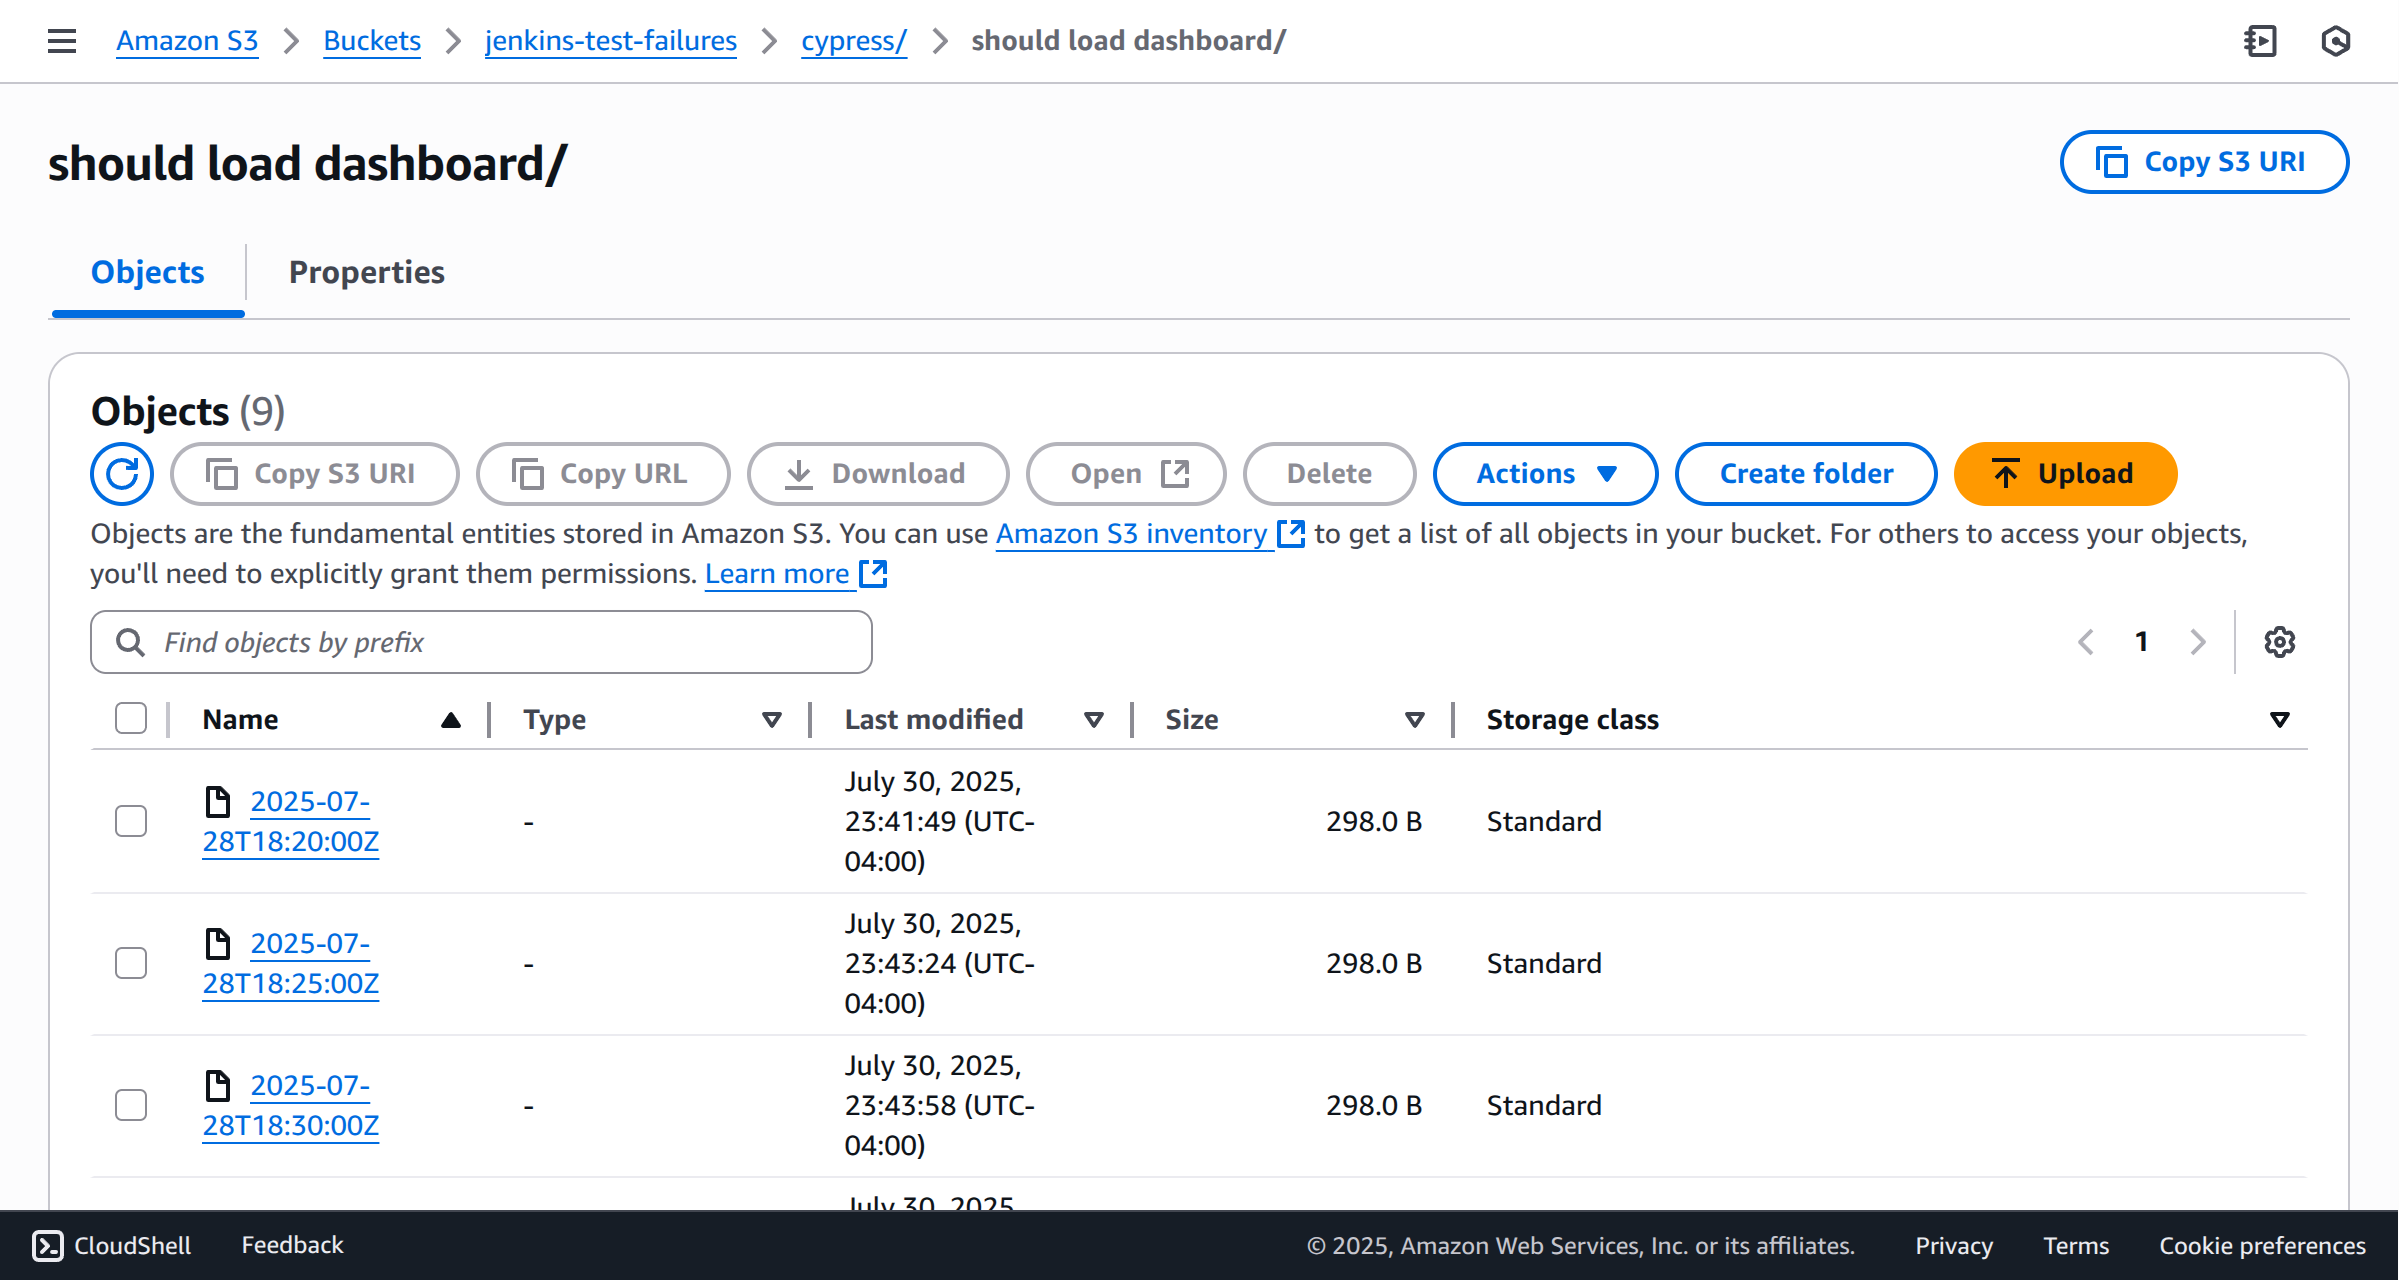 Amazon S3 Buckets jenkins-test-failures cypress/ should load dashboard/
should load dashboard/
Copy S3 URI
Objects Properties
Objects (9)
Copy S3 URI Copy URL Download Open Delete Actions Create folder Upload
Objects are the fundamental entities stored in Amazon S3. You can use Amazon S3 inventory to get a list of all objects in your bucket. For others to access your objects,
you'll need to explicitly grant them permissions. Learn more
Find objects by prefix
1
Name Type Last modified Size Storage class
2025-07-
28T18:20:00Z
-
July 30, 2025,
23:41:49 (UTC-
04:00)
298.0 B
Standard
2025-07-
28T18:25:00Z
-
July 30, 2025,
23:43:24 (UTC-
04:00)
298.0 B
Standard
2025-07-
28T18:30:00Z
-
July 30, 2025,
23:43:58 (UTC-
04:00)
298.0 B
Standard
July 30, 2025,
CloudShell Feedback © 2025, Amazon Web Services, Inc. or its affiliates. Privacy Terms Cookie preferences